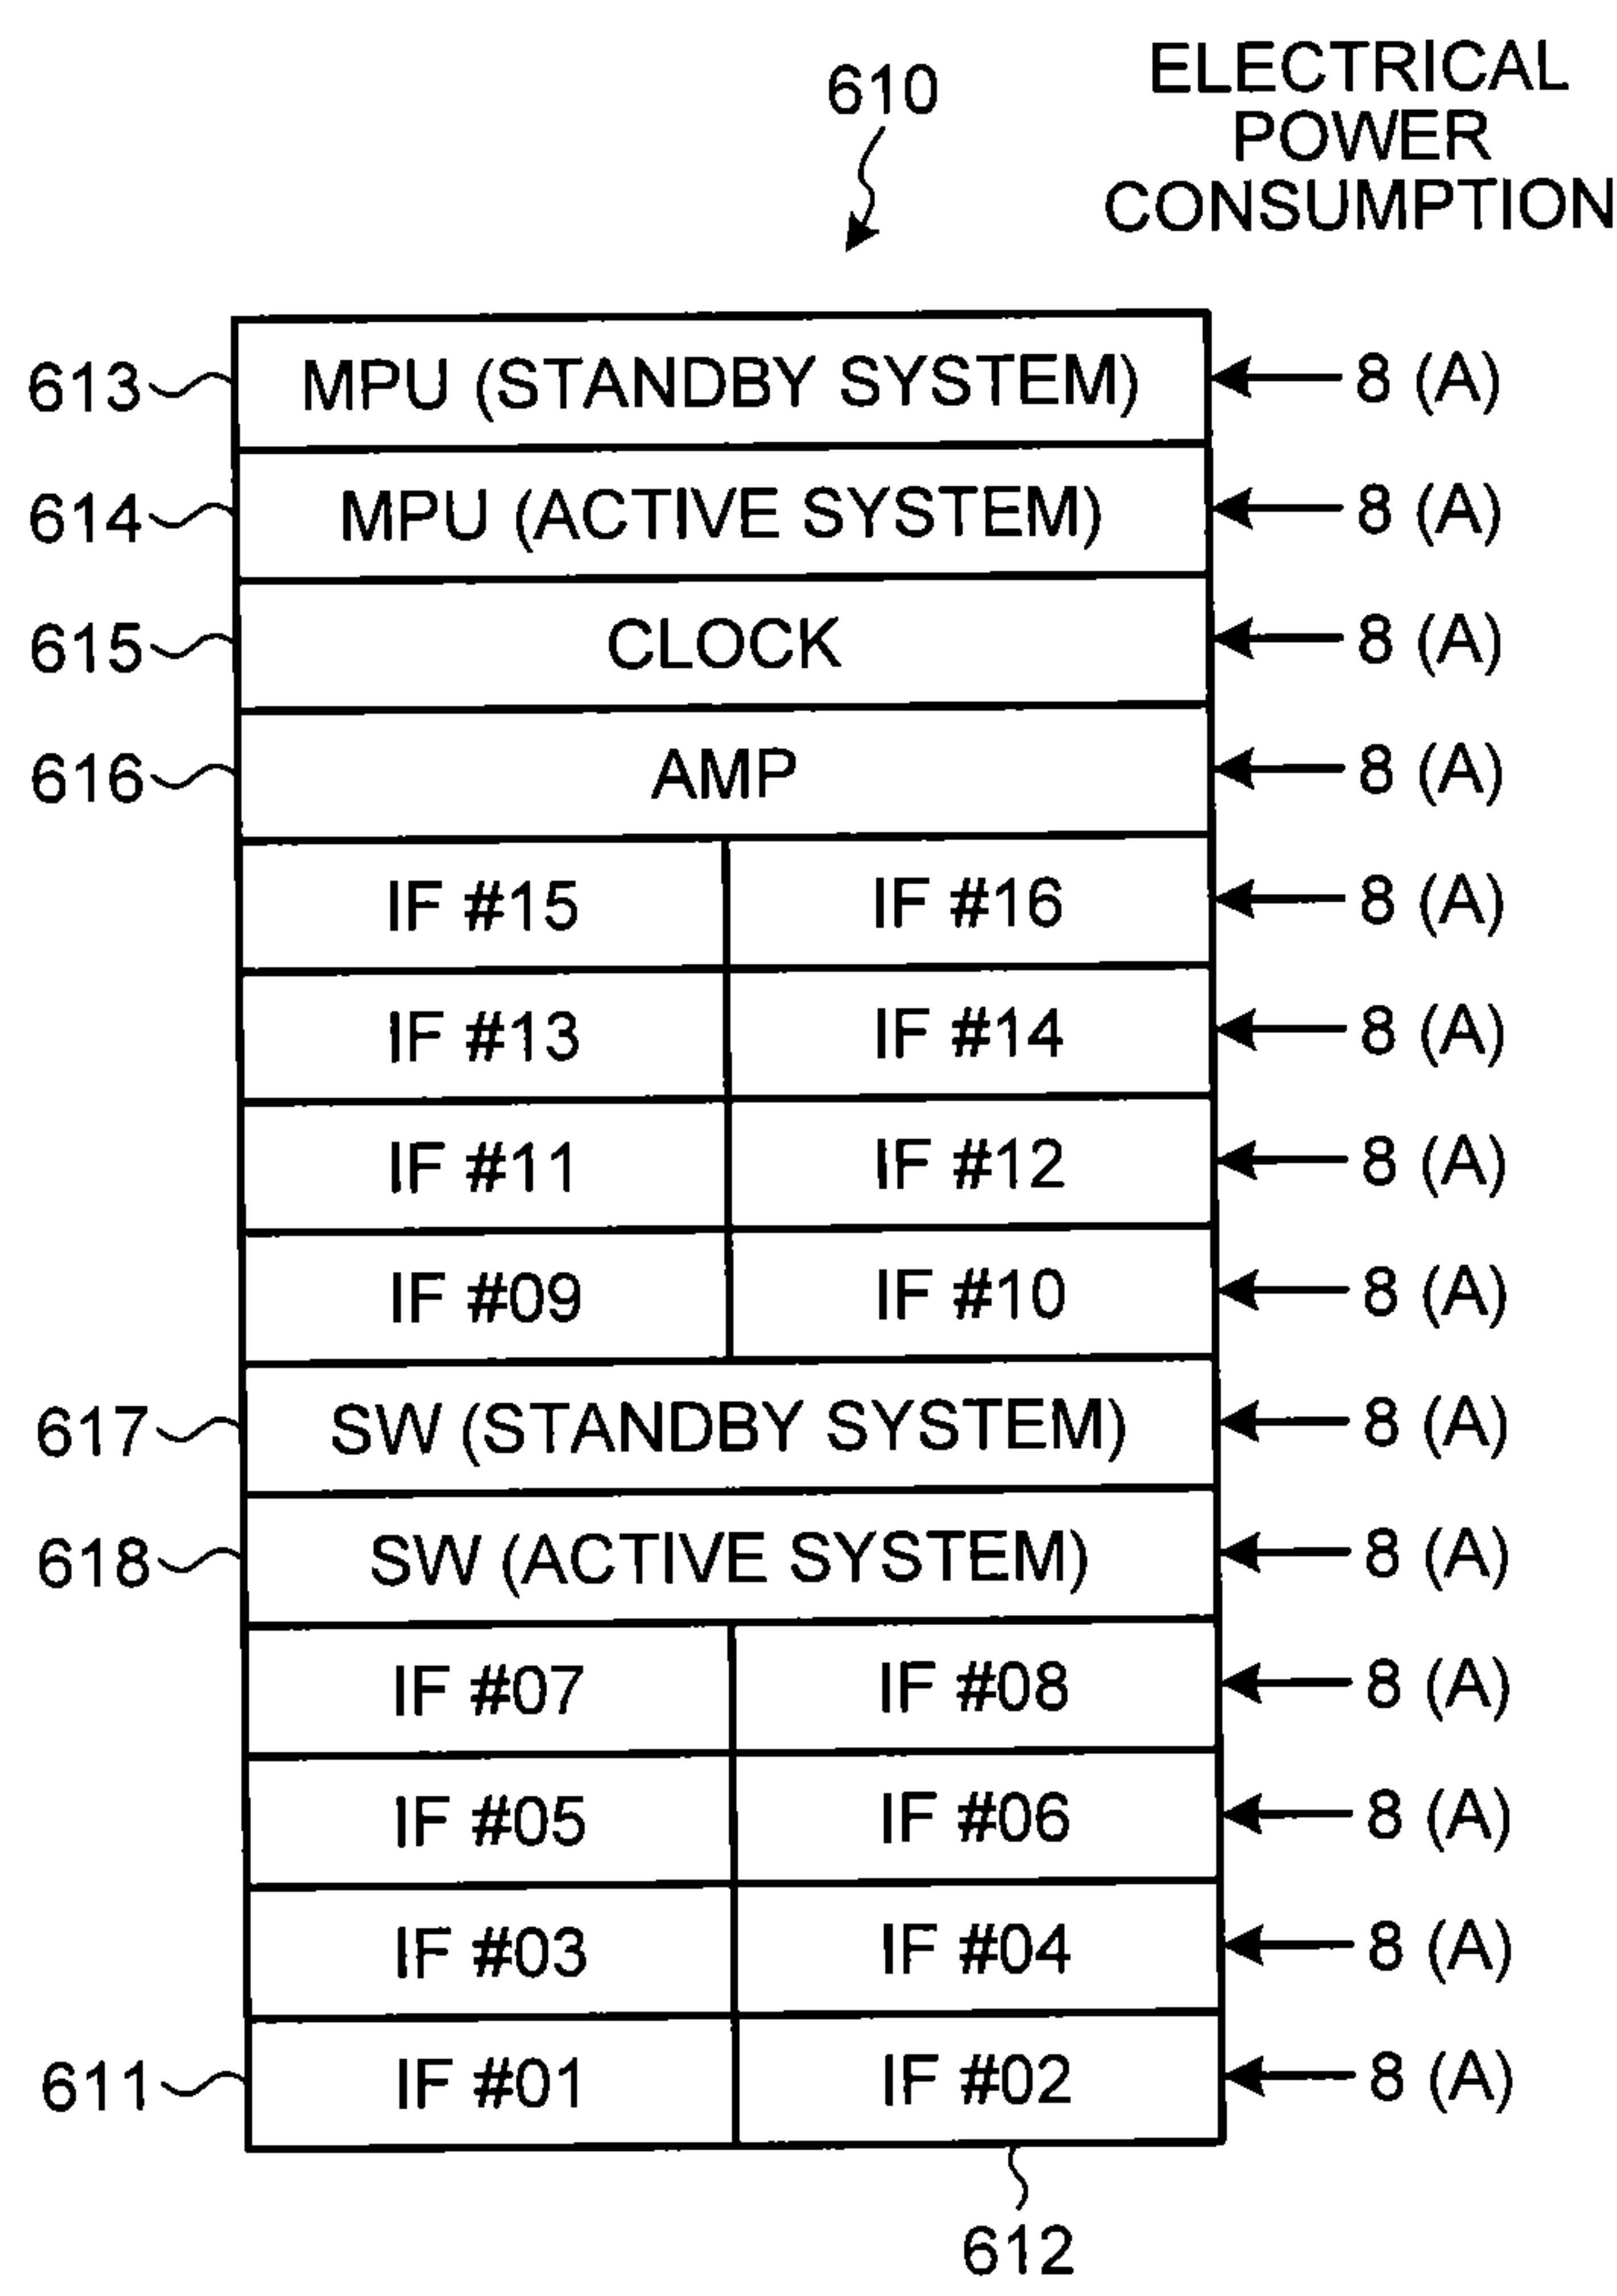 610
ELECTRICAL
POWER
CONSUMPTION
613 MPU (STANDBY SYSTEM) 8 (A)
614 MPU (ACTIVE SYSTEM) 8 (A)
615 CLOCK 8 (A)
616 AMP 8 (A)
IF #15 IF #16 8 (A)
IF #13 IF #14 8 (A)
IF #11 IF #12 8 (A)
IF #09 IF #10 8 (A)
617 SW (STANDBY SYSTEM) 8 (A)
618 SW (ACTIVE SYSTEM) 8 (A)
IF #07 IF #08 8 (A)
IF #05 IF #06 8 (A)
IF #03 IF #04 8 (A)
611 IF #01 IF #02 8 (A)
612